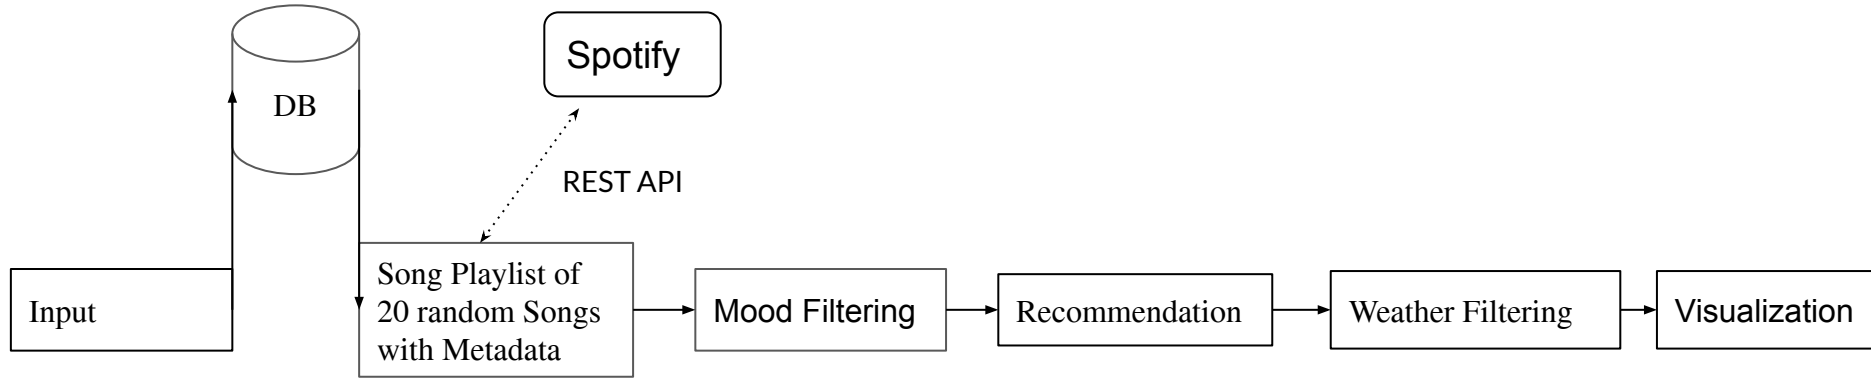 DB
Spotify
REST API
Input
Song Playlist of
20 random Songs
with Metadata
Mood Filtering
Recommendation
Weather Filtering
Visualization